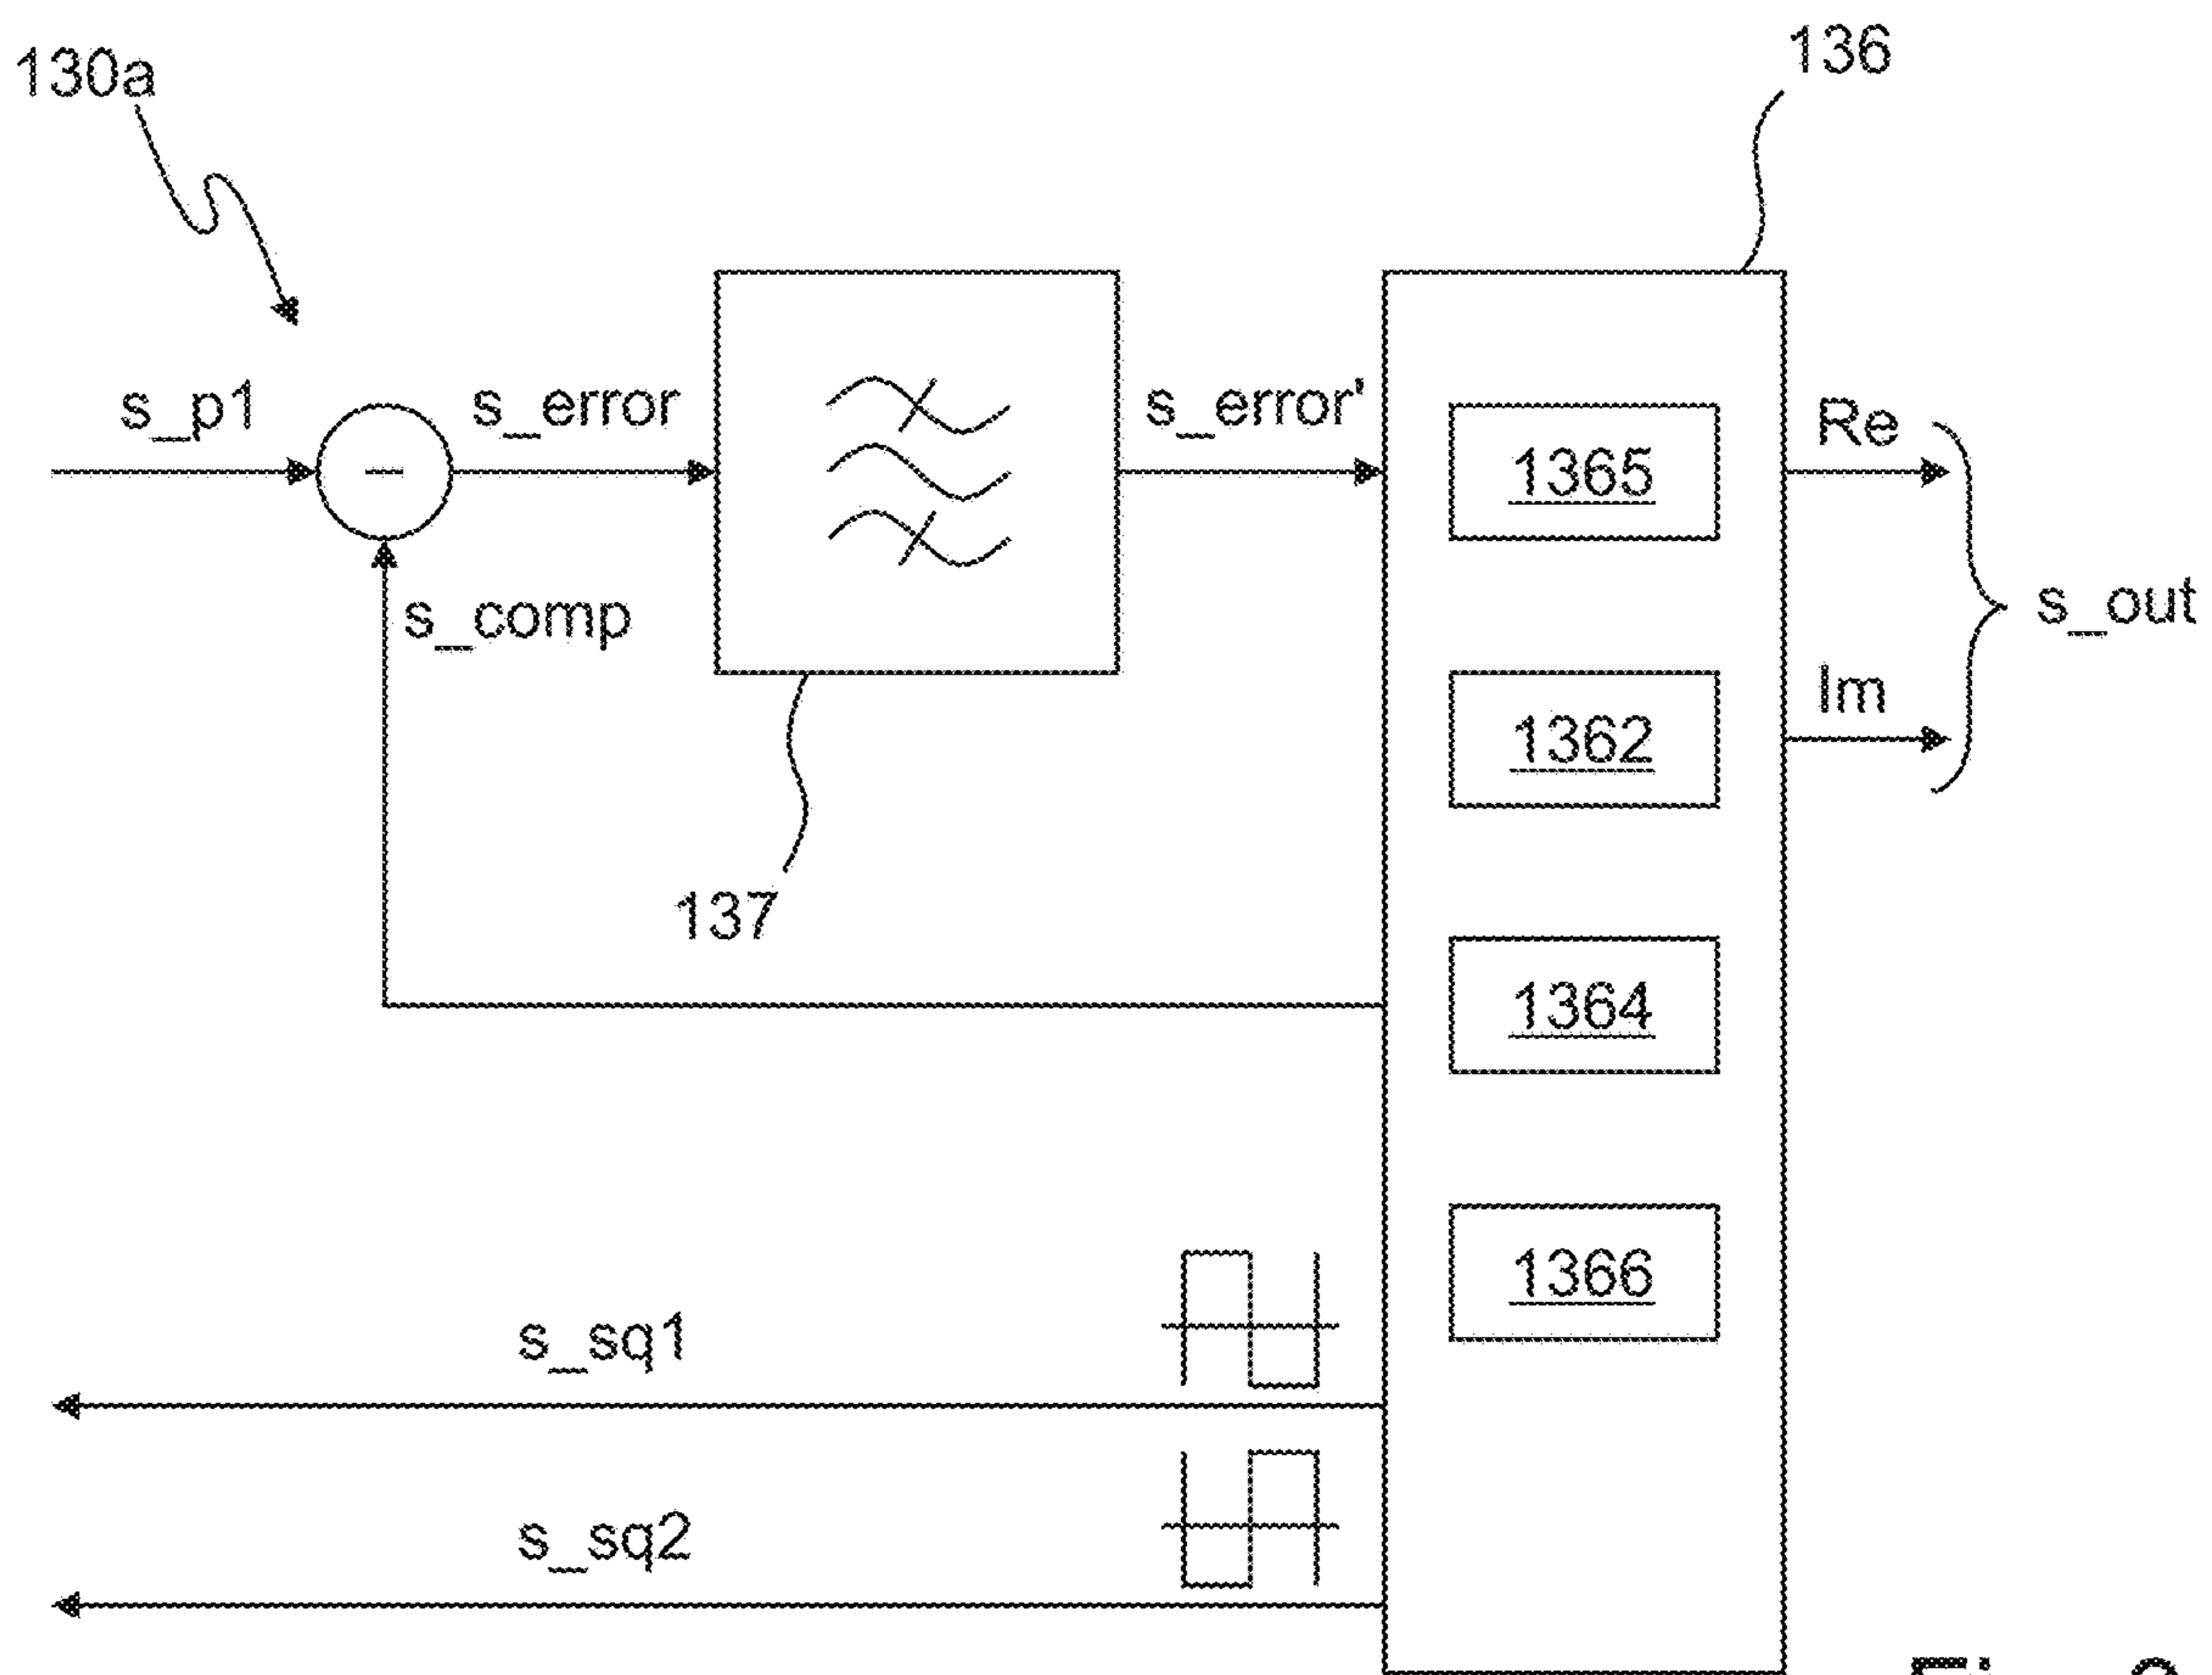 130a
136
s_p1
s_error
s_error'
1365
Re
s_comp
s_out
1362
Im
137
1364
1366
s_sq1
s_sq2